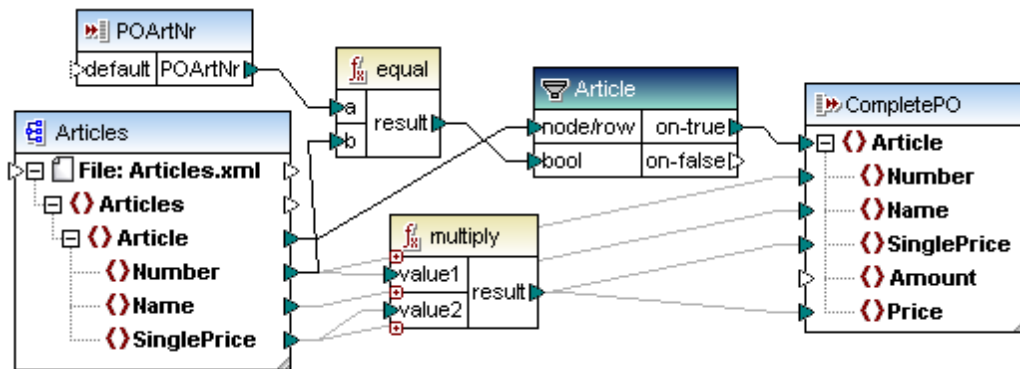 POArtNr
default POArtNr
equal
a
b
result
Article
node/row on-true
bool on-false
CompletePO
Article
Number
Name
SinglePrice
Amount
Price
Articles
File: Articles.xml
Articles
Article
Number
Name
SinglePrice
multiply
value1
value2
result